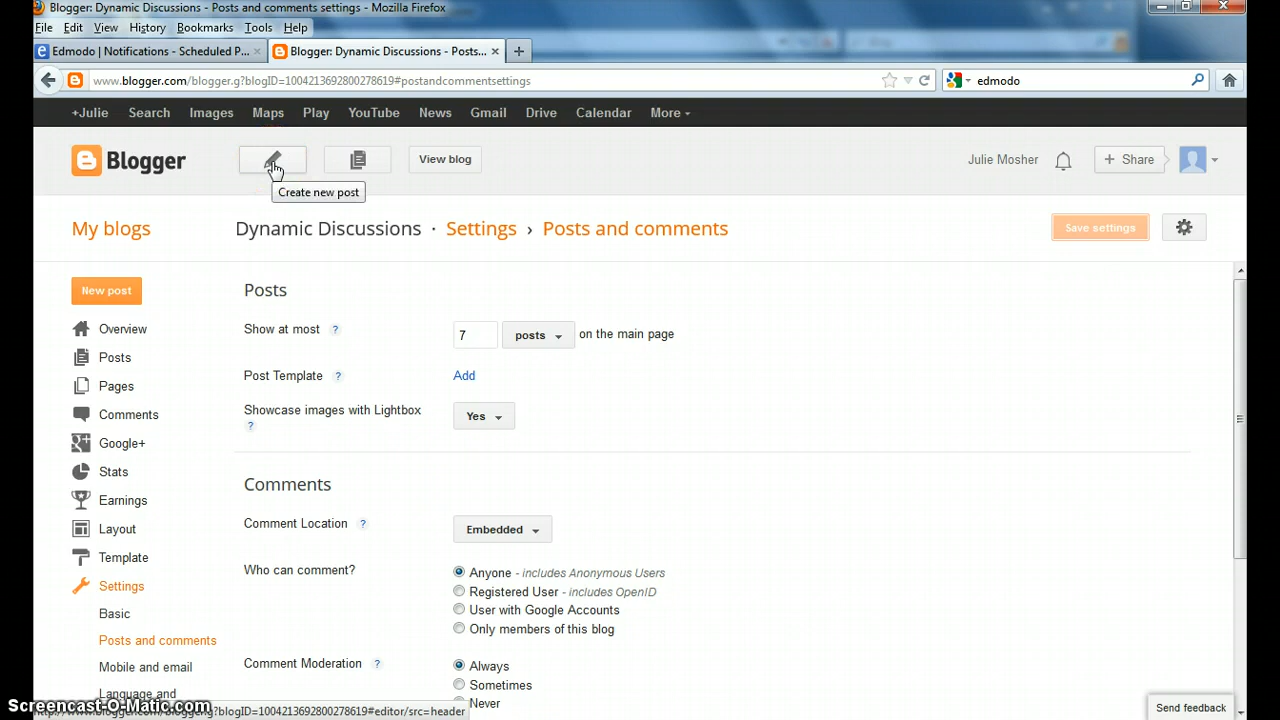 Blogger: Dynamic Discussions - Posts and comments settings - Mozilla Firefox
File Edit View History Bookmarks Tools Help
Edmodo | Notifications - Scheduled P... × Blogger: Dynamic Discussions - Posts... × +
www.blogger.com/blogger.g?blogID=1004213692800278619#postandcommentsettings edmodo
+Julie Search Images Maps Play YouTube News Gmail Drive Calendar More
Blogger View blog Julie Mosher + Share
Create new post
My blogs Dynamic Discussions · Settings › Posts and comments Save settings
New post
Overview
Posts
Pages
Comments
Google+
Stats
Earnings
Layout
Template
Settings
Basic
Posts and comments
Mobile and email
Language and
Posts
Show at most ? 7 posts on the main page
Post Template ? Add
Showcase images with Lightbox Yes
?
Comments
Comment Location ? Embedded
Who can comment? Anyone - includes Anonymous Users
Registered User - includes OpenID
User with Google Accounts
Only members of this blog
Comment Moderation ? Always
Sometimes
Never
Screencast-O-Matic.com
Send feedback